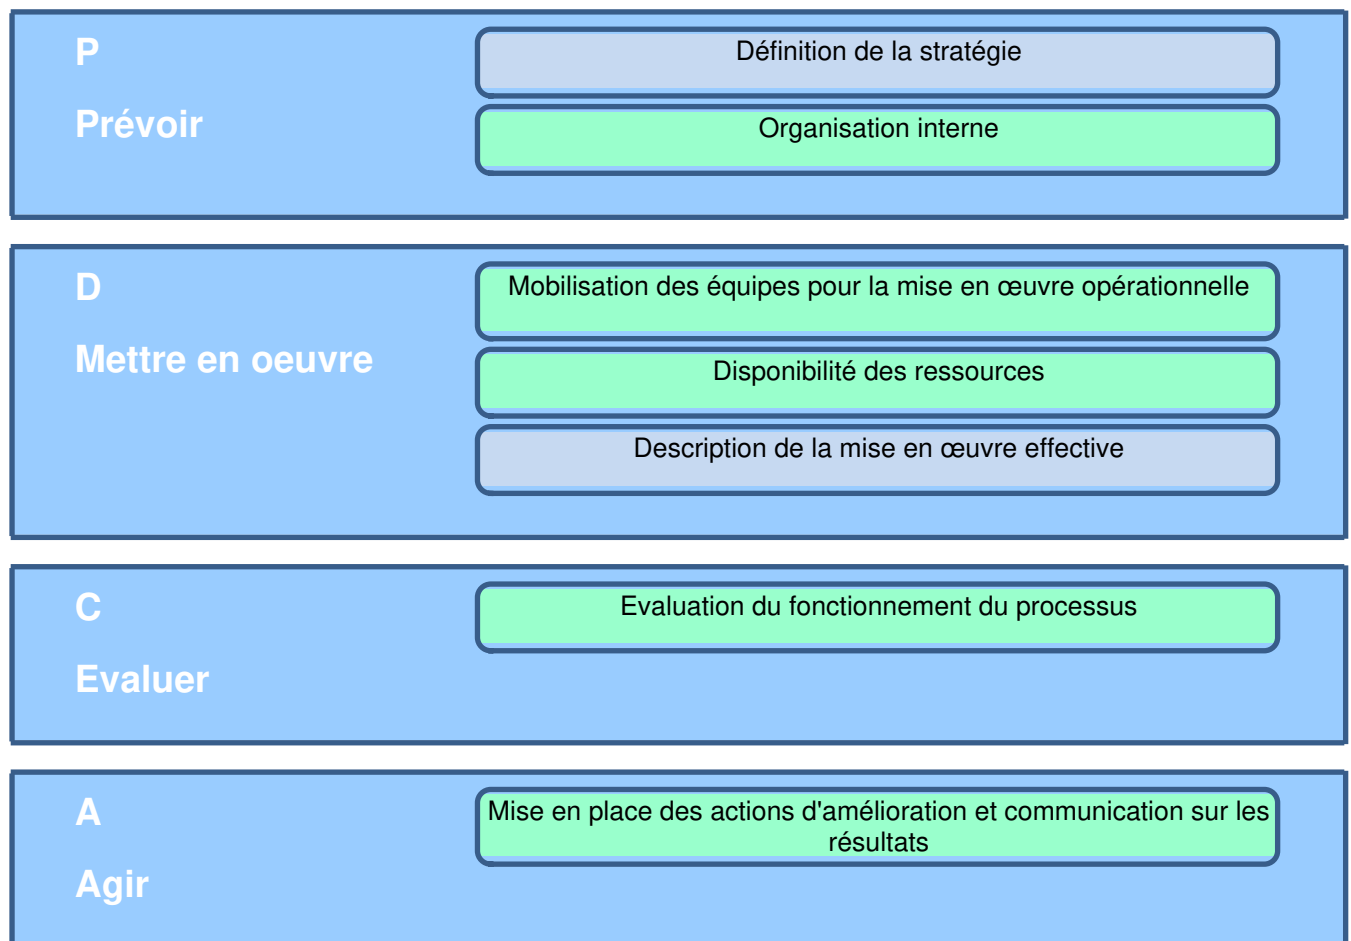 P
Définition de la stratégie
Prévoir
Organisation interne
D
Mobilisation des équipes pour la mise en œuvre opérationnelle
Mettre en oeuvre
Disponibilité des ressources
Description de la mise en œuvre effective
C
Evaluation du fonctionnement du processus
Evaluer
A
Mise en place des actions d'amélioration et communication sur les
résultats
Agir